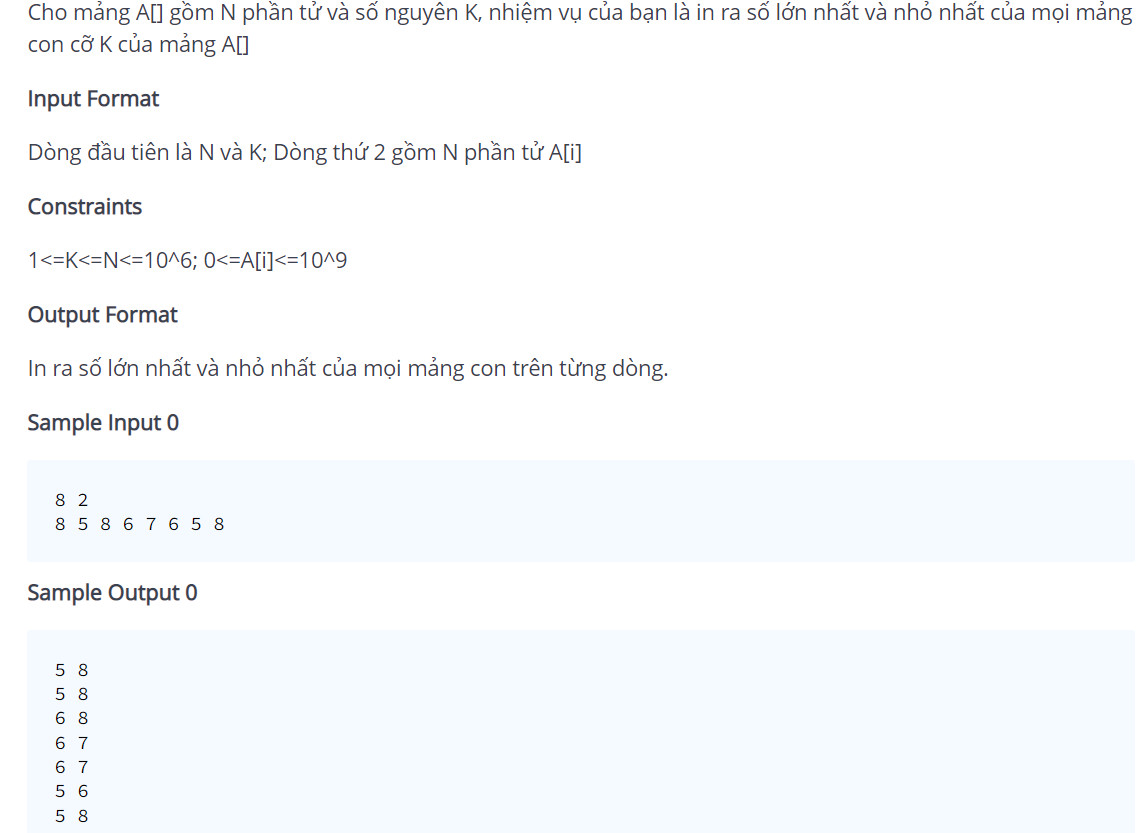 Cho mảng A[] gồm N phần tử và số nguyên K, nhiệm vụ của bạn là in ra số lớn nhất và nhỏ nhất của mọi mảng
con cỡ K của mảng A[]
Input Format
Dòng đầu tiên là N và K; Dòng thứ 2 gồm N phần tử A[i]
Constraints
1<=K<=N<=10^6; 0<=A[i]<=10^9
Output Format
In ra số lớn nhất và nhỏ nhất của mọi mảng con trên từng dòng.
Sample Input 0
8 2
8 5 8 6 7 6 5 8
Sample Output 0
5 8
5 8
6 8
6 7
6 7
5 6
5 8